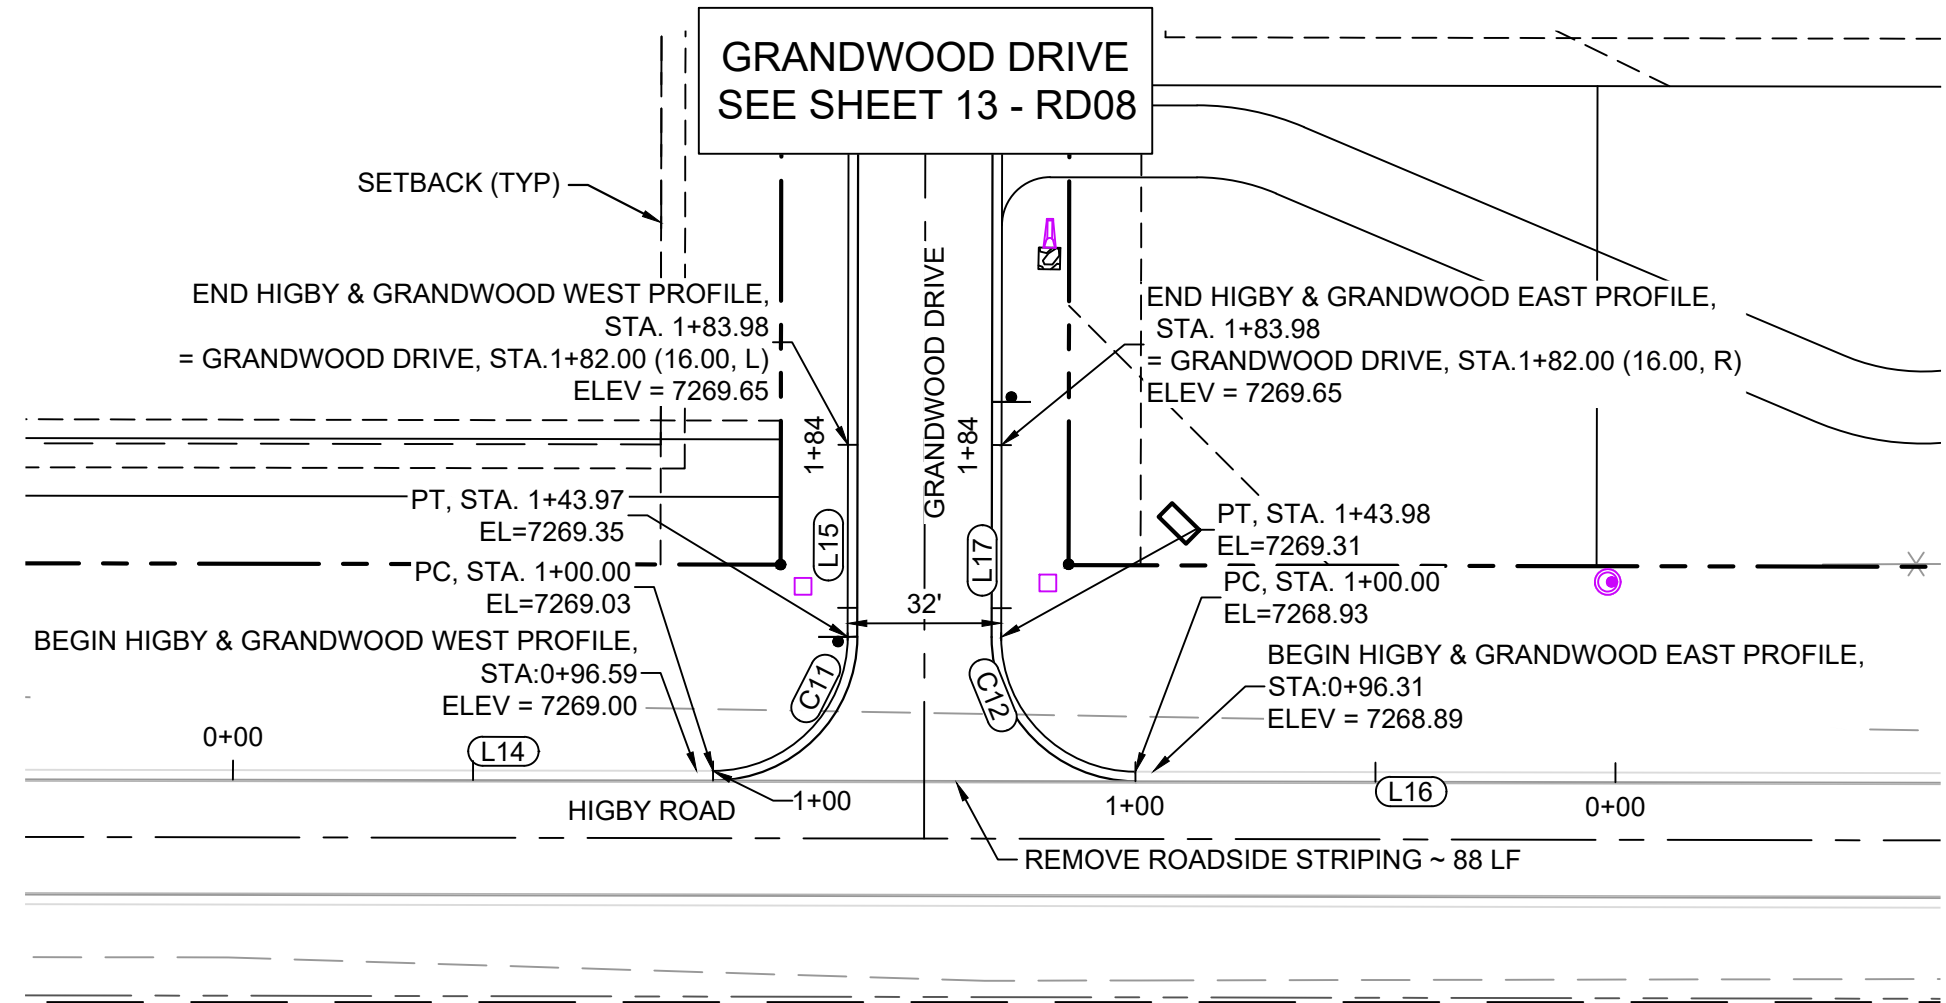 GRANDWOOD DRIVE
SEE SHEET 13 - RD08
SETBACK (TYP)
END HIGBY & GRANDWOOD WEST PROFILE,
STA. 1+83.98
= GRANDWOOD DRIVE, STA.1+82.00 (16.00, L)
ELEV = 7269.65
GRANDWOOD DRIVE
END HIGBY & GRANDWOOD EAST PROFILE,
STA. 1+83.98
= GRANDWOOD DRIVE, STA.1+82.00 (16.00, R)
ELEV = 7269.65
1+84
1+84
PT, STA. 1+43.97
EL=7269.35
L15
L17
PT, STA. 1+43.98
EL=7269.31
PC, STA. 1+00.00
EL=7269.03
32'
PC, STA. 1+00.00
EL=7268.93
BEGIN HIGBY & GRANDWOOD WEST PROFILE,
STA:0+96.59
ELEV = 7269.00
C11
C12
BEGIN HIGBY & GRANDWOOD EAST PROFILE,
STA:0+96.31
ELEV = 7268.89
0+00
L14
HIGBY ROAD
1+00
1+00
L16
0+00
REMOVE ROADSIDE STRIPING ~ 88 LF